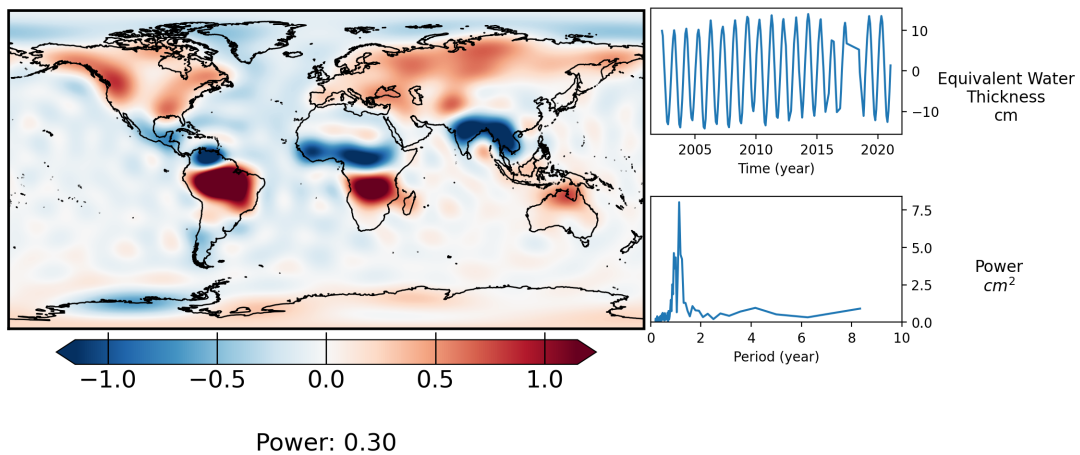 10
0
−10
Equivalent Water
Thickness
cm
2005
2010
2015
2020
Time (year)
7.5
5.0
2.5
0.0
Power
cm²
0
2
4
6
8
10
Period (year)
−1.0
−0.5
0.0
0.5
1.0
Power: 0.30